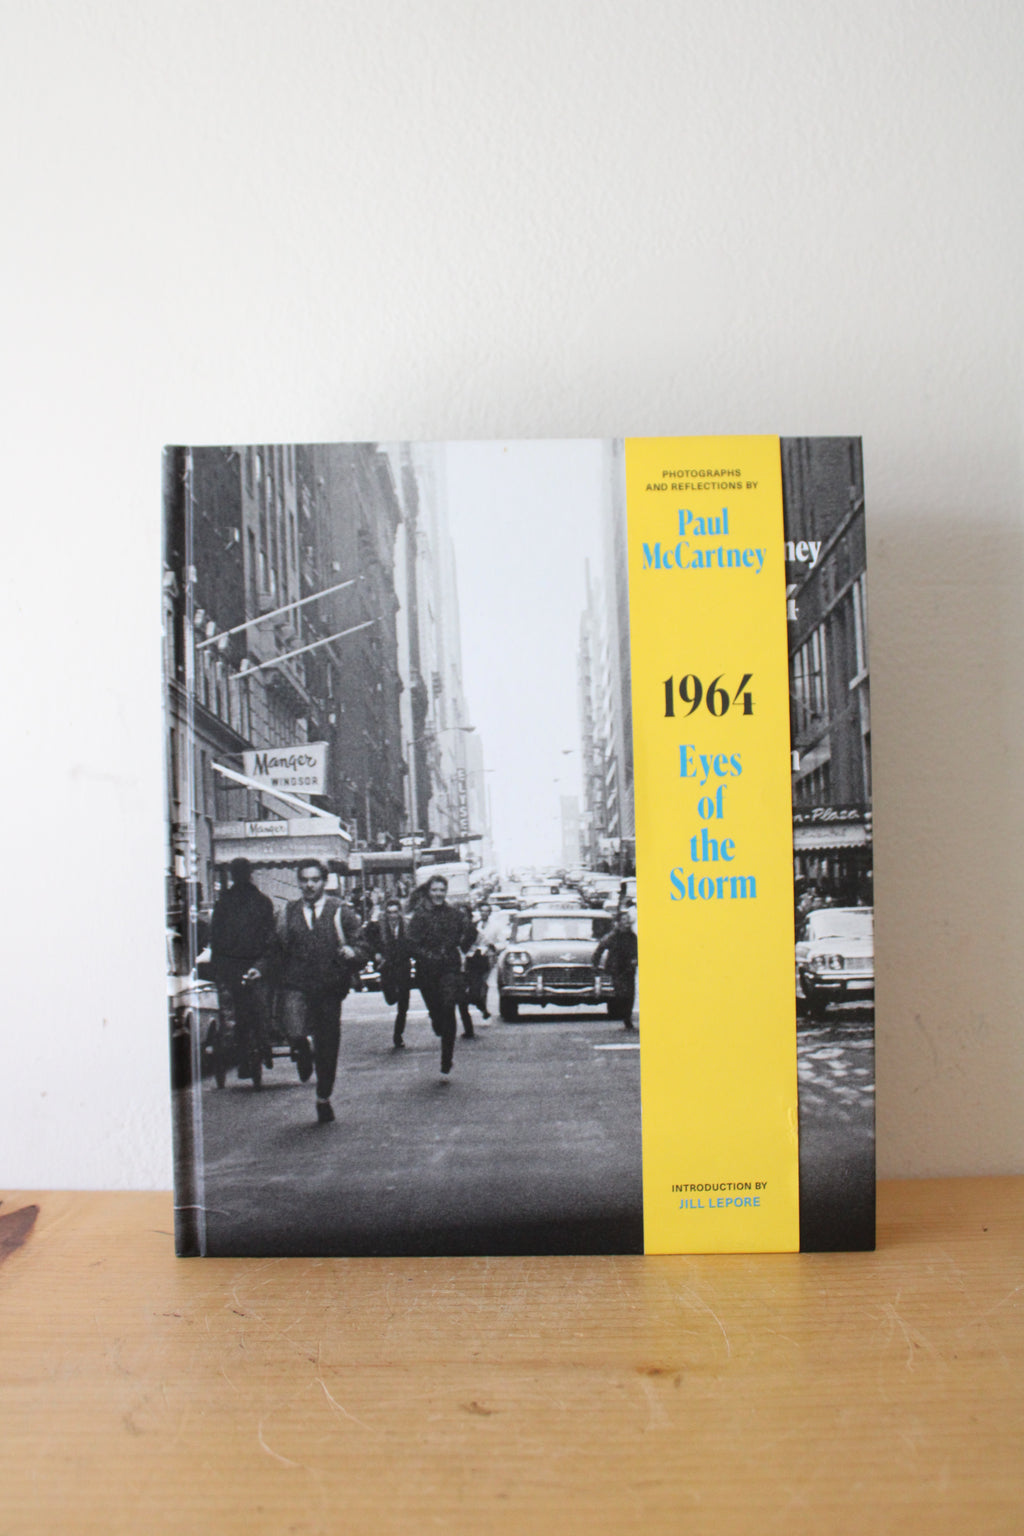 PHOTOGRAPHS
AND REFLECTIONS BY
Paul
McCartney
ney
4
1964
Eyes
of
the
Storm
n
Manger
WINDSOR
Manger
n-Plaza
INTRODUCTION BY
JILL LEPORE